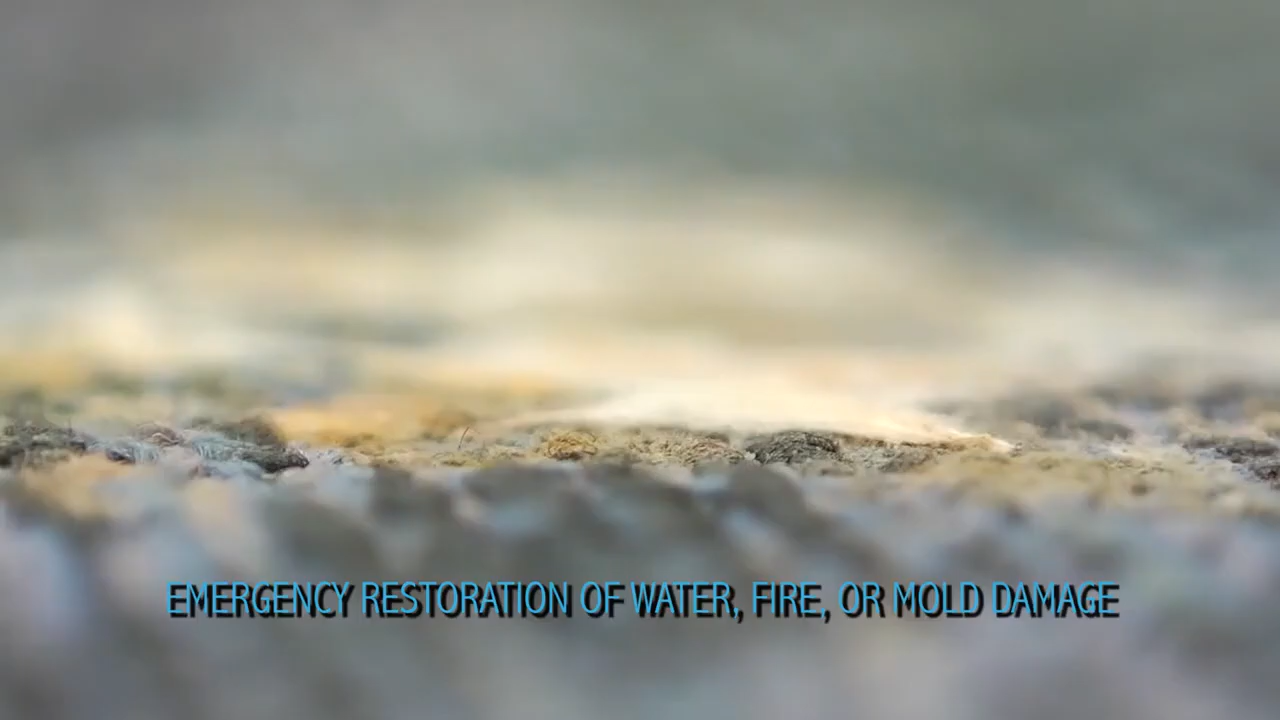 EMERGENCY RESTORATION OF WATER, FIRE, OR MOLD DAMAGE